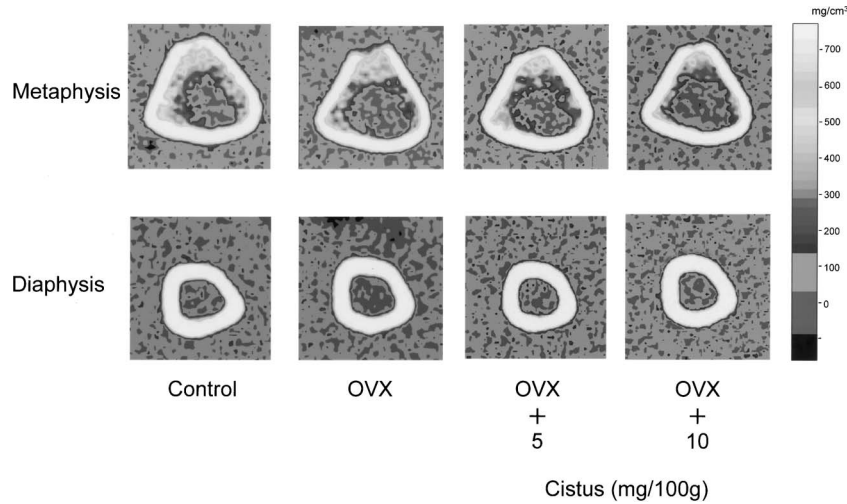 mg/cm³
700
600
500
400
300
200
100
0
Metaphysis
Diaphysis
Control
OVX
OVX
+
5
OVX
+
10
Cistus (mg/100g)